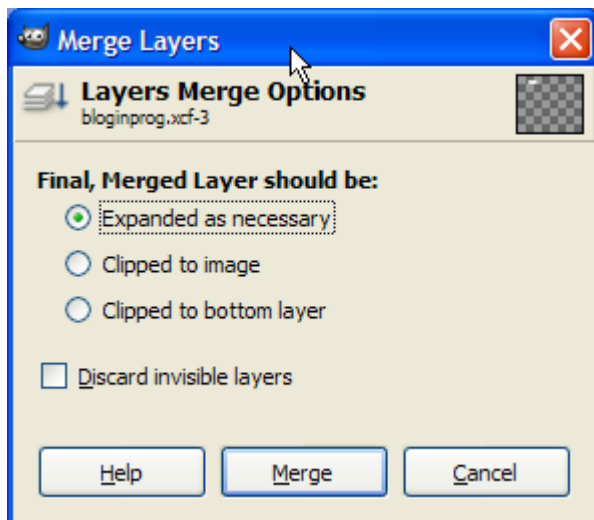 Merge Layers
Layers Merge Options
bloginprog.xcf-3
Final, Merged Layer should be:
Expanded as necessary
Clipped to image
Clipped to bottom layer
Discard invisible layers
Help
Merge
Cancel